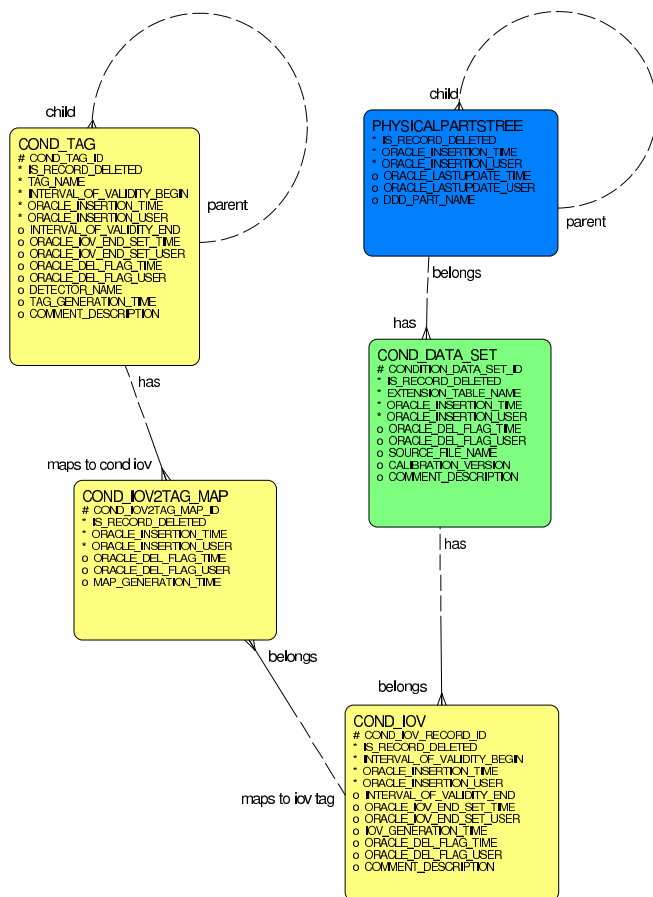 child
COND_TAG
# COND_TAG_ID
* IS_RECORD_DELETED
* TAG_NAME
* INTERVAL_OF_VALIDITY_BEGIN
* ORACLE_INSERTION_TIME
* ORACLE_INSERTION_USER
o INTERVAL_OF_VALIDITY_END
o ORACLE_IOV_END_SET_TIME
o ORACLE_IOV_END_SET_USER
o ORACLE_DEL_FLAG_TIME
o ORACLE_DEL_FLAG_USER
o DETECTOR_NAME
o TAG_GENERATION_TIME
o COMMENT_DESCRIPTION
parent
child
PHYSICALPARTSTREE
* IS_RECORD_DELETED
* ORACLE_INSERTION_TIME
* ORACLE_INSERTION_USER
o ORACLE_LASTUPDATE_TIME
o ORACLE_LASTUPDATE_USER
o DDD_PART_NAME
parent
belongs
has
COND_DATA_SET
# CONDITION_DATA_SET_ID
* IS_RECORD_DELETED
* EXTENSION_TABLE_NAME
* ORACLE_INSERTION_TIME
* ORACLE_INSERTION_USER
o ORACLE_DEL_FLAG_TIME
o ORACLE_DEL_FLAG_USER
o SOURCE_FILE_NAME
o CALIBRATION_VERSION
o COMMENT_DESCRIPTION
has
maps to cond iov
COND_IOV2TAG_MAP
# COND_IOV2TAG_MAP_ID
* IS_RECORD_DELETED
* ORACLE_INSERTION_TIME
* ORACLE_INSERTION_USER
o ORACLE_DEL_FLAG_TIME
o ORACLE_DEL_FLAG_USER
o MAP_GENERATION_TIME
has
belongs
belongs
maps to iov tag
COND_IOV
# COND_IOV_RECORD_ID
* IS_RECORD_DELETED
* INTERVAL_OF_VALIDITY_BEGIN
* ORACLE_INSERTION_TIME
* ORACLE_INSERTION_USER
o INTERVAL_OF_VALIDITY_END
o ORACLE_IOV_END_SET_TIME
o ORACLE_IOV_END_SET_USER
o IOV_GENERATION_TIME
o ORACLE_DEL_FLAG_TIME
o ORACLE_DEL_FLAG_USER
o COMMENT_DESCRIPTION